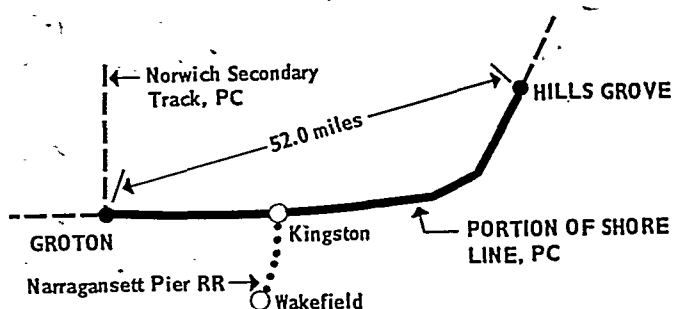 Norwich Secondary
Track, PC
HILLS GROVE
52.0 miles
GROTON
Kingston
PORTION OF SHORE
LINE, PC
Narragansett Pier RR
Wakefield